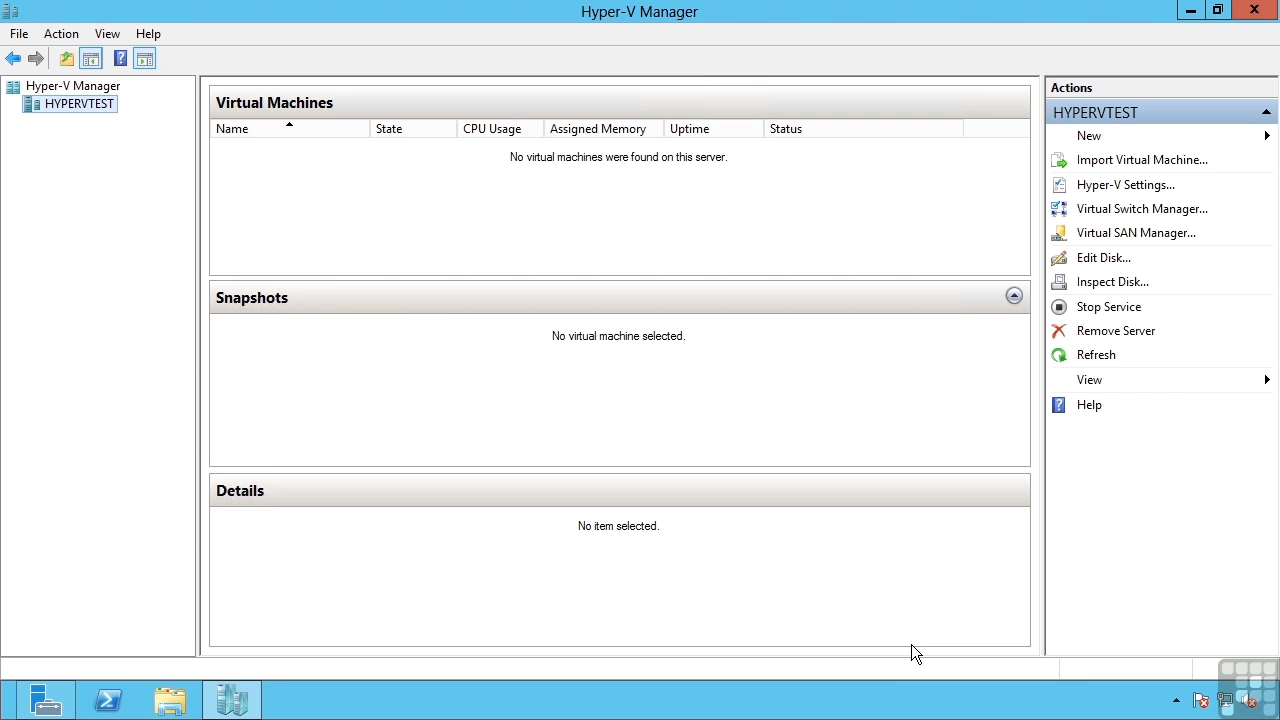 Hyper-V Manager
File Action View Help
Hyper-V Manager
HYPERVTEST
Virtual Machines
Name State CPU Usage Assigned Memory Uptime Status
No virtual machines were found on this server.
Snapshots
No virtual machine selected.
Details
No item selected.
Actions
HYPERVTEST
New
Import Virtual Machine...
Hyper-V Settings...
Virtual Switch Manager...
Virtual SAN Manager...
Edit Disk...
Inspect Disk...
Stop Service
Remove Server
Refresh
View
Help